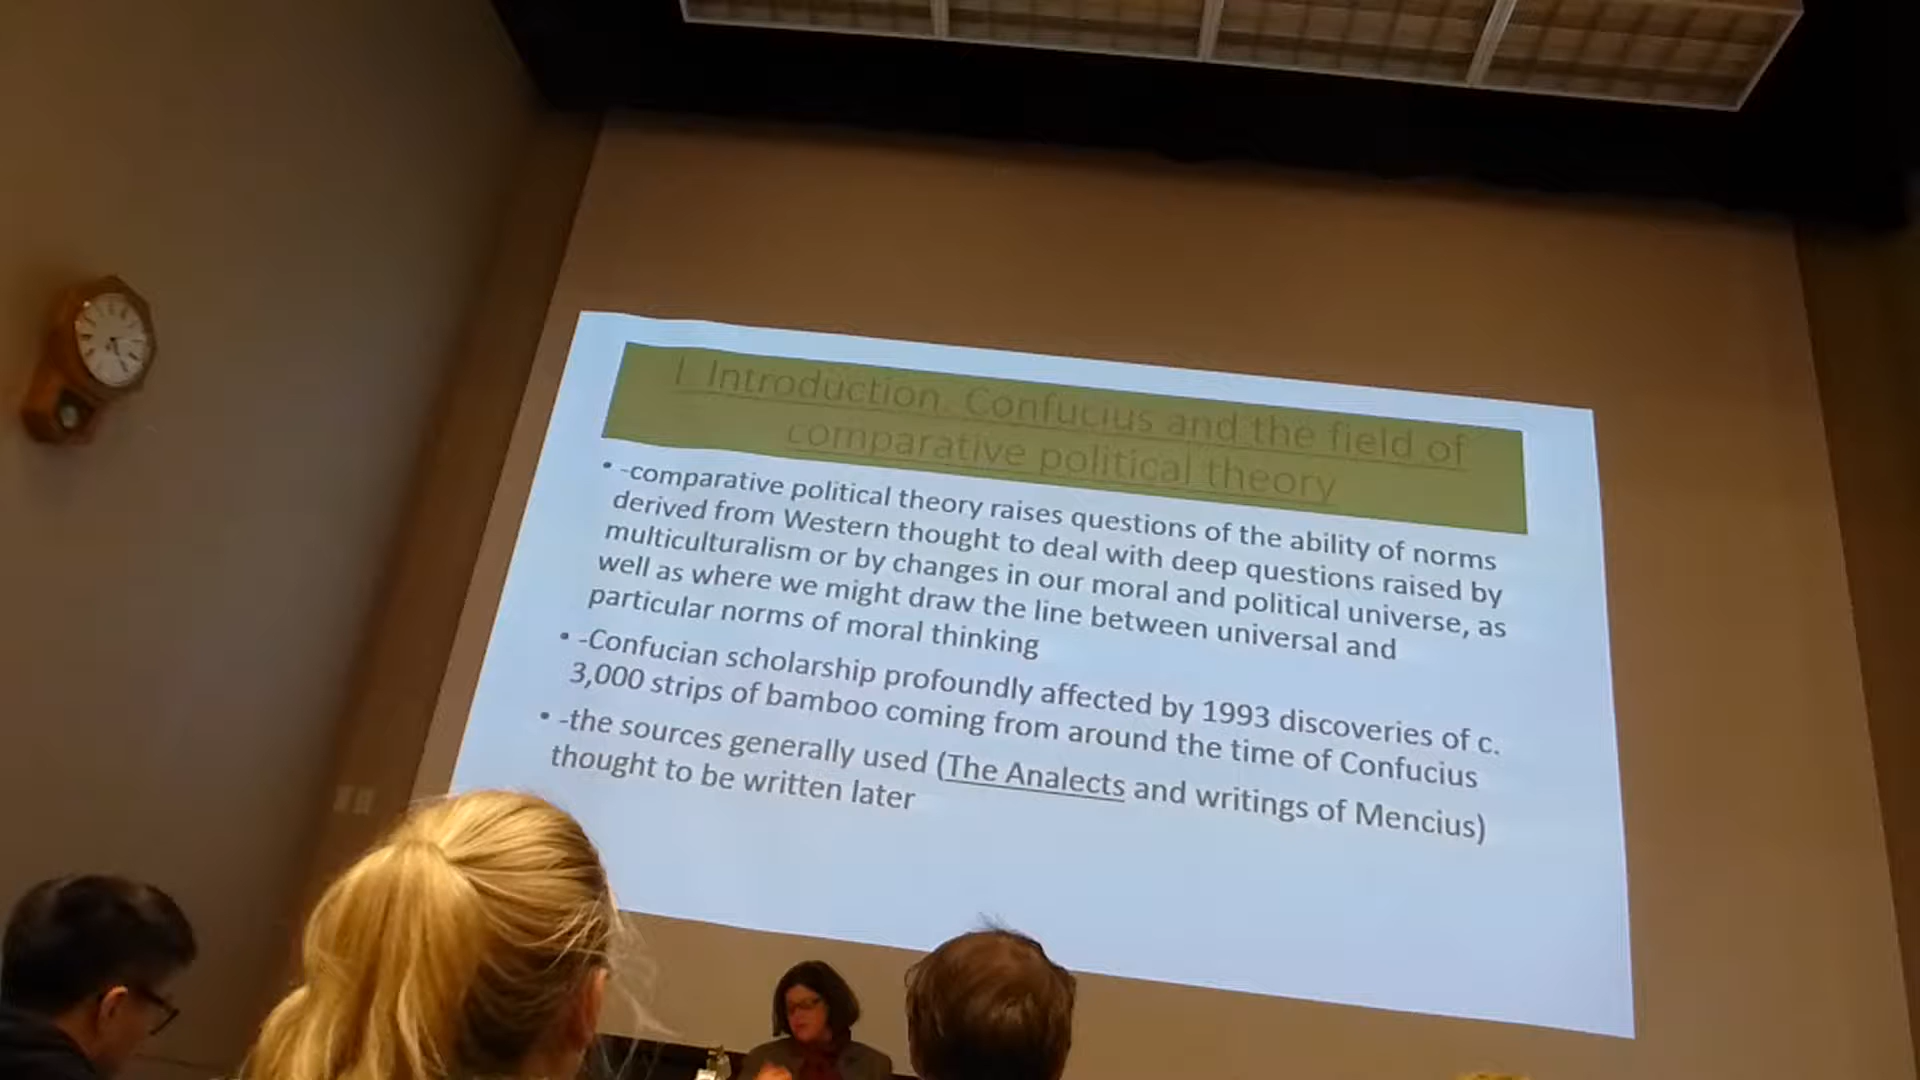 I. Introduction. Confucius and the field of
comparative political theory
• -comparative political theory raises questions of the ability of norms
derived from Western thought to deal with deep questions raised by
multiculturalism or by changes in our moral and political universe, as
well as where we might draw the line between universal and
particular norms of moral thinking
• -Confucian scholarship profoundly affected by 1993 discoveries of c.
3,000 strips of bamboo coming from around the time of Confucius
• -the sources generally used (The Analects and writings of Mencius)
thought to be written later